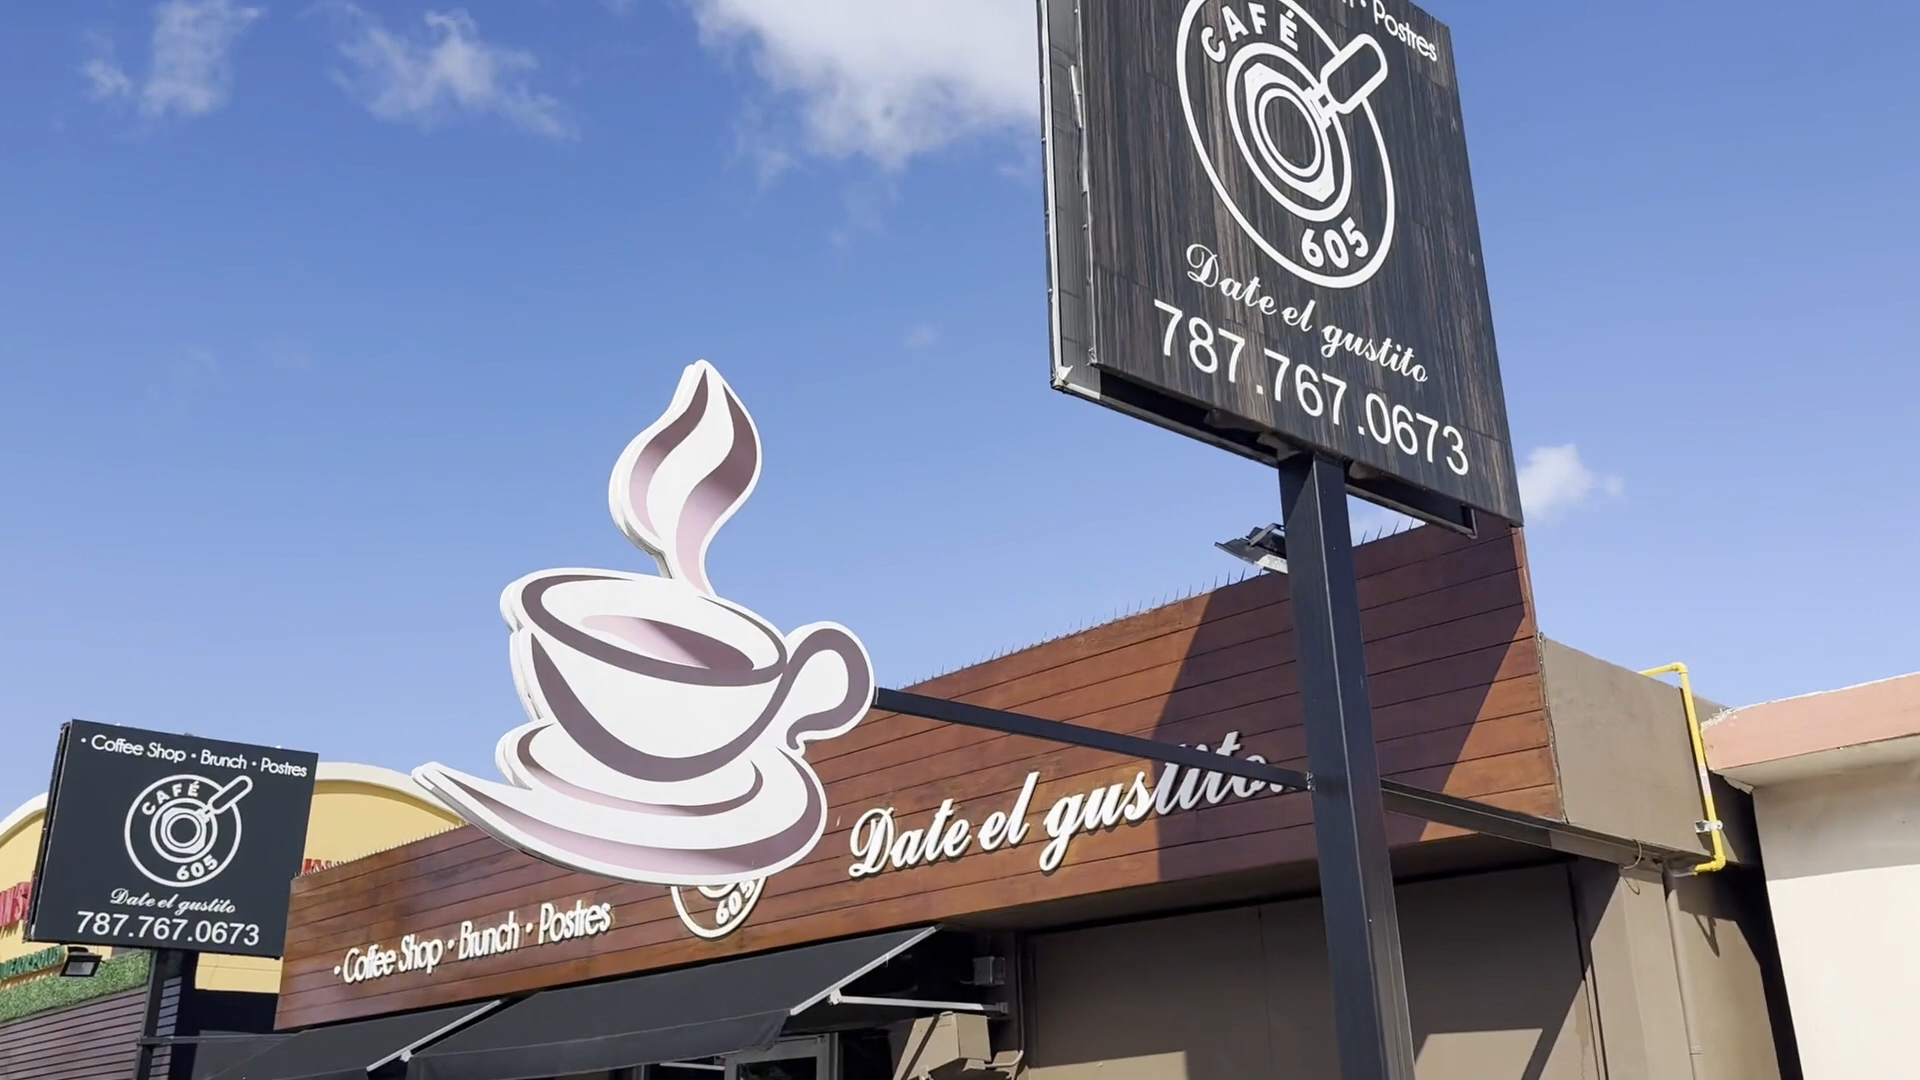 Postres
CAFÉ
605
Date el gustito
787.767.0673
• Coffee Shop • Brunch • Postres
CAFÉ
605
Date el gustito
787.767.0673
Date el gustito.
605
• Coffee Shop • Brunch • Postres